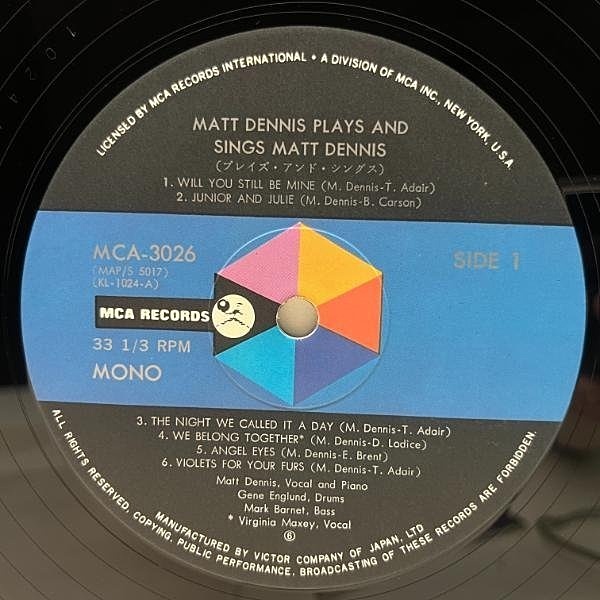 LICENSED BY MCA RECORDS INTERNATIONAL • A DIVISION OF MCA INC., NEW YORK, U.S.A.
MATT DENNIS PLAYS AND
SINGS MATT DENNIS
(プレイズ・アンド・シングス)
1. WILL YOU STILL BE MINE (M. Dennis-T. Adair)
2. JUNIOR AND JULIE (M. Dennis-B. Carson)
MCA-3026
(MAP/S 5017)
(KL-1024-A)
SIDE 1
MCA RECORDS
33 1/3 RPM
MONO
3. THE NIGHT WE CALLED IT A DAY (M. Dennis-T. Adair)
4. WE BELONG TOGETHER* (M. Dennis-D. Lodice)
5. ANGEL EYES (M. Dennis-E. Brent)
6. VIOLETS FOR YOUR FURS (M. Dennis-T. Adair)
Matt Dennis, Vocal and Piano
Gene Englund, Drums
Mark Barnet, Bass
* Virginia Maxey, Vocal
⑥
MANUFACTURED BY VICTOR COMPANY OF JAPAN, LTD
ALL RIGHTS RESERVED, COPYING, PUBLIC PERFORMANCE, BROADCASTING OF THESE RECORDS ARE FORBIDDEN.